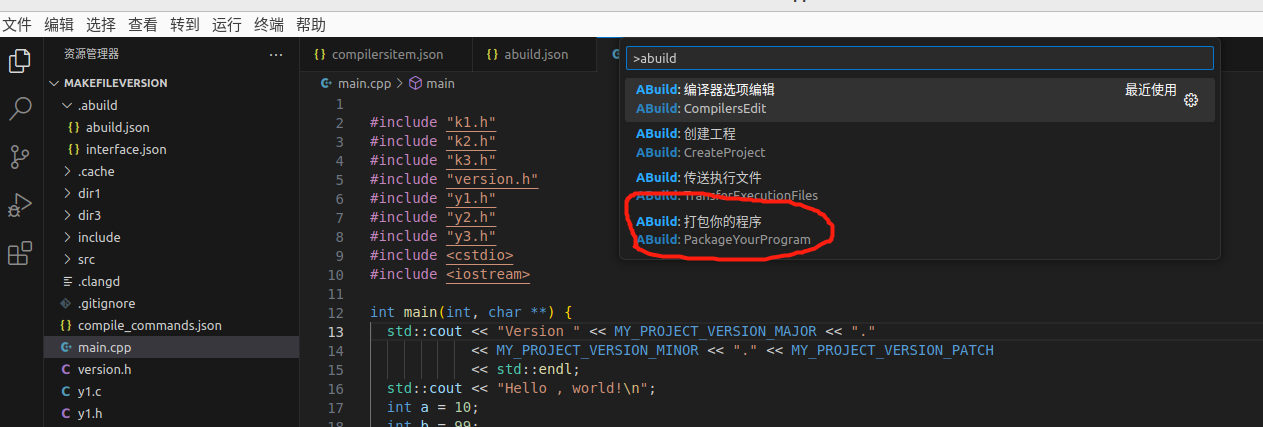 文件 编辑 选择 查看 转到 运行 终端 帮助
资源管理器 ···
compilersitem.json
abuild.json
>abuild
MAKEFILEVERSION
main.cpp > main
ABuild: 编译器选项编辑 最近使用
ABuild: CompilersEdit
.abuild
abuild.json
interface.json
.cache
dir1
dir3
include
src
.clangd
.gitignore
compile_commands.json
main.cpp
version.h
y1.c
y1.h
ABuild: 创建工程
ABuild: CreateProject
ABuild: 传送执行文件
ABuild: TransferExecutionFiles
ABuild: 打包你的程序
ABuild: PackageYourProgram
1
2 #include "k1.h"
3 #include "k2.h"
4 #include "k3.h"
5 #include "version.h"
6 #include "y1.h"
7 #include "y2.h"
8 #include "y3.h"
9 #include <cstdio>
10 #include <iostream>
11
12 int main(int, char **) {
13 std::cout << "Version " << MY_PROJECT_VERSION_MAJOR << "."
14 << MY_PROJECT_VERSION_MINOR << "." << MY_PROJECT_VERSION_PATCH
15 << std::endl;
16 std::cout << "Hello , world!\n";
17 int a = 10;
18 int b = 99;